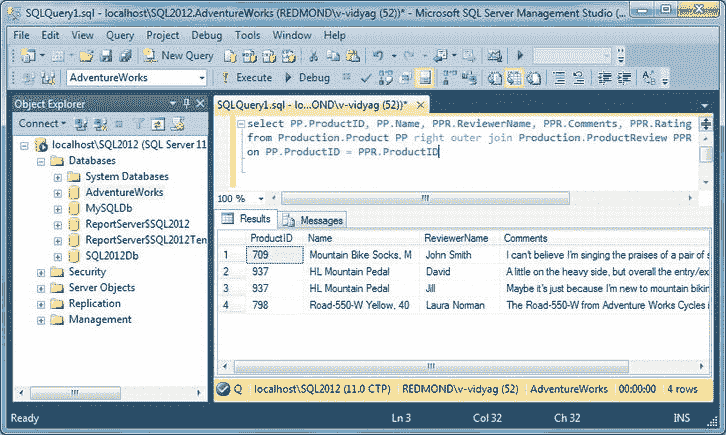 SQLQuery1.sql - localhost\SQL2012.AdventureWorks (REDMOND\v-vidyag (52))* - Microsoft SQL Server Management Studio (...
File Edit View Query Project Debug Tools Window Help
New Query
AdventureWorks Execute Debug
Object Explorer
Connect
localhost\SQL2012 (SQL Server 11
Databases
System Databases
AdventureWorks
MySQLDb
ReportServer$SQL2012
ReportServer$SQL2012Ten
SQL2012Db
Security
Server Objects
Replication
Management
SQLQuery1.sql - lo...OND\v-vidyag (52))*
select PP.ProductID, PP.Name, PPR.ReviewerName, PPR.Comments, PPR.Rating
from Production.Product PP right outer join Production.ProductReview PPR
on PP.ProductID = PPR.ProductID
100 %
Results Messages
ProductID Name ReviewerName Comments
1 709 Mountain Bike Socks, M John Smith I can't believe I'm singing the praises of a pair of s
2 937 HL Mountain Pedal David A little on the heavy side, but overall the entry/ex
3 937 HL Mountain Pedal Jill Maybe it's just because I'm new to mountain bikin
4 798 Road-550-W Yellow, 40 Laura Norman The Road-550-W from Adventure Works Cycles i
Q localhost\SQL2012 (11.0 CTP) REDMOND\v-vidyag (52) AdventureWorks 00:00:00 4 rows
Ready Ln 3 Col 32 Ch 32 INS